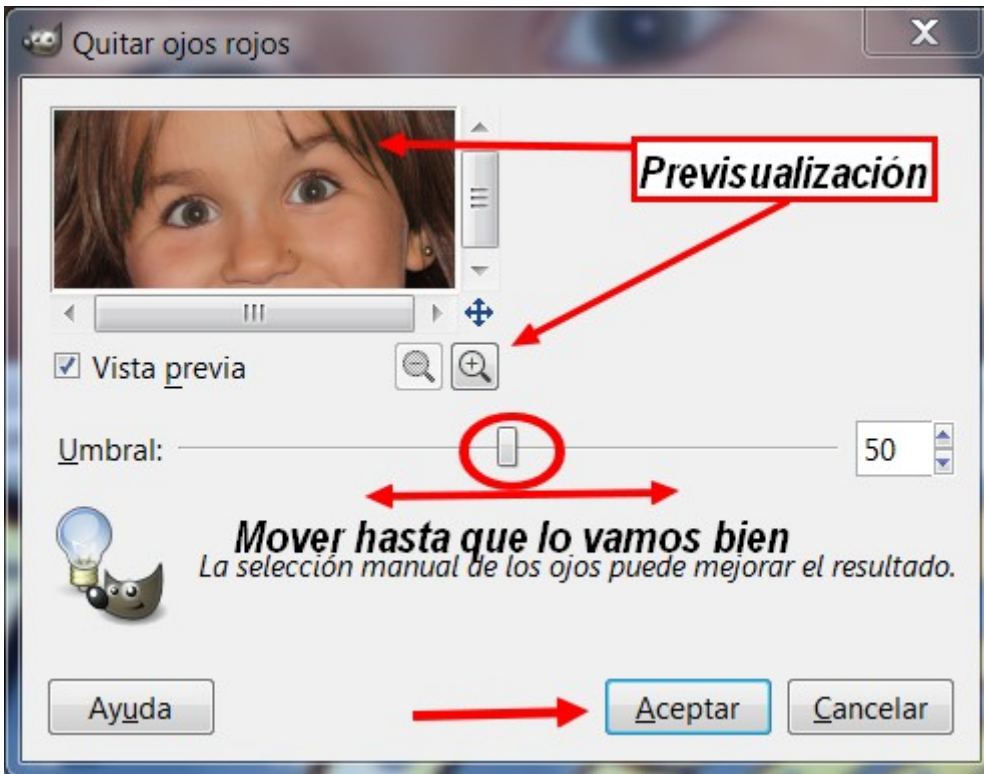 Quitar ojos rojos
Previsualización
Vista previa
Umbral:
50
Mover hasta que lo vamos bien
La selección manual de los ojos puede mejorar el resultado.
Ayuda
Aceptar
Cancelar